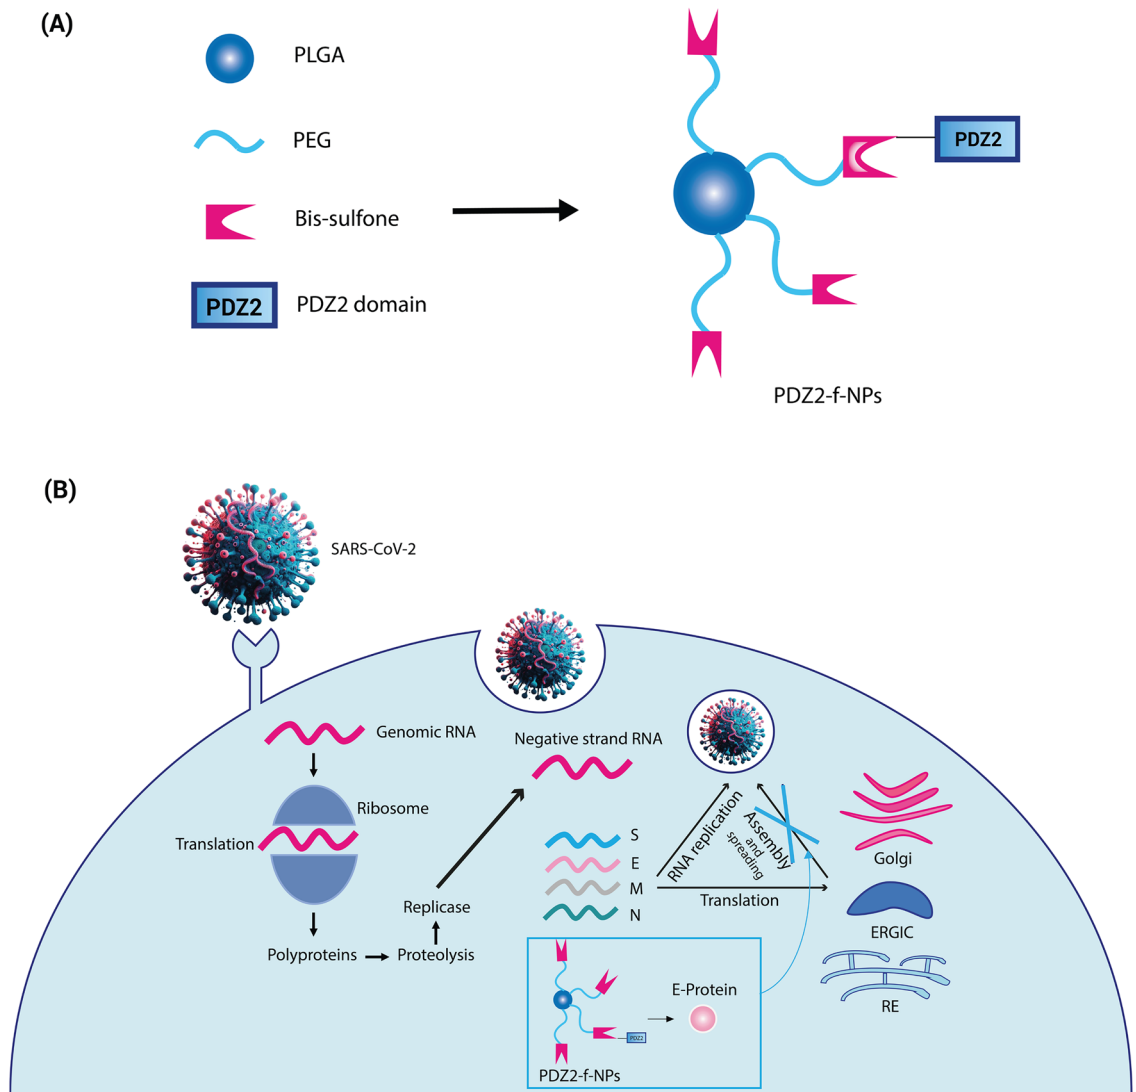 (A)
PLGA
PEG
Bis-sulfone
PDZ2
PDZ2 domain
PDZ2
PDZ2-f-NPs
(B)
SARS-CoV-2
Genomic RNA
Ribosome
Translation
Polyproteins
Proteolysis
Replicase
Negative strand RNA
S
E
M
N
RNA replication
Assembly
and
spreading
Translation
Golgi
ERGIC
RE
E-Protein
PDZ2
PDZ2-f-NPs